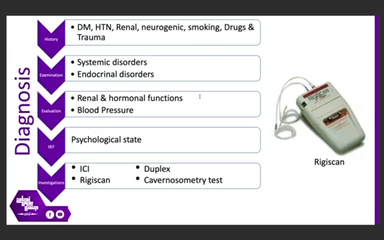 Diagnosis
History
• DM, HTN, Renal, neurogenic, smoking, Drugs &
Trauma
Examination
• Systemic disorders
• Endocrinal disorders
Evaluation
• Renal & hormonal functions
• Blood Pressure
Psychological state
Investigations
• ICI
• Rigiscan
• Duplex
• Cavernosometry test
Rigiscan